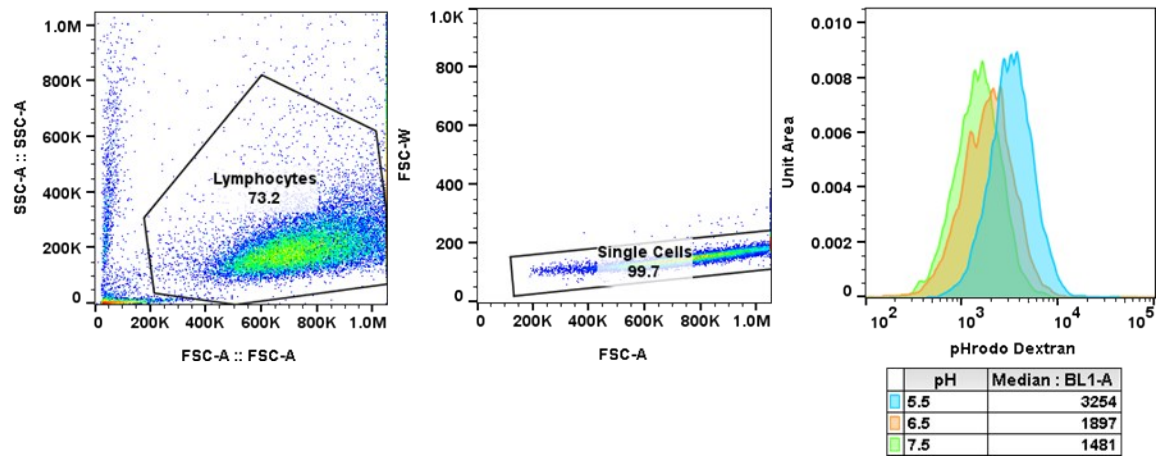 SSC-A :: SSC-A
1.0M
800K
600K
400K
200K
0
Lymphocytes
73.2
0 200K 400K 600K 800K 1.0M
FSC-A :: FSC-A
FSC-W
1.0K
800
600
400
200
0
Single Cells
99.7
0 200K 400K 600K 800K 1.0M
FSC-A
Unit Area
0.010
0.008
0.006
0.004
0.002
0
10^2 10^3 10^4 10^5
pHrodo Dextran
pH Median : BL1-A
5.5 3254
6.5 1897
7.5 1481